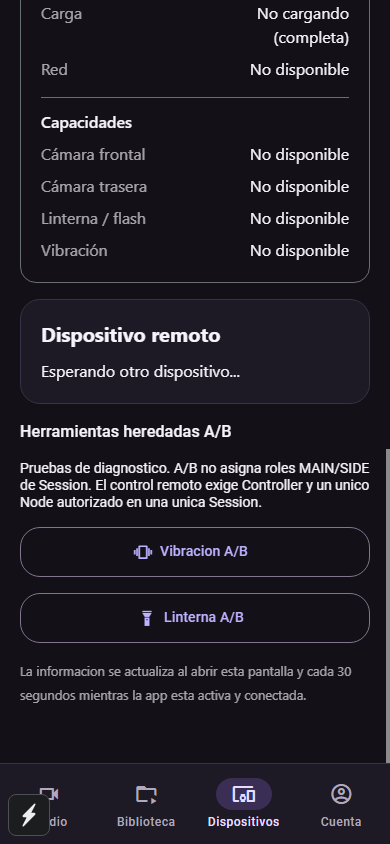 Carga No cargando
(completa)
Red No disponible
Capacidades
Cámara frontal No disponible
Cámara trasera No disponible
Linterna / flash No disponible
Vibración No disponible
Dispositivo remoto
Esperando otro dispositivo...
Herramientas heredadas A/B
Pruebas de diagnostico. A/B no asigna roles MAIN/SIDE
de Session. El control remoto exige Controller y un unico
Node autorizado en una unica Session.
Vibracion A/B
Linterna A/B
La informacion se actualiza al abrir esta pantalla y cada 30
segundos mientras la app esta activa y conectada.
Biblioteca Dispositivos Cuenta